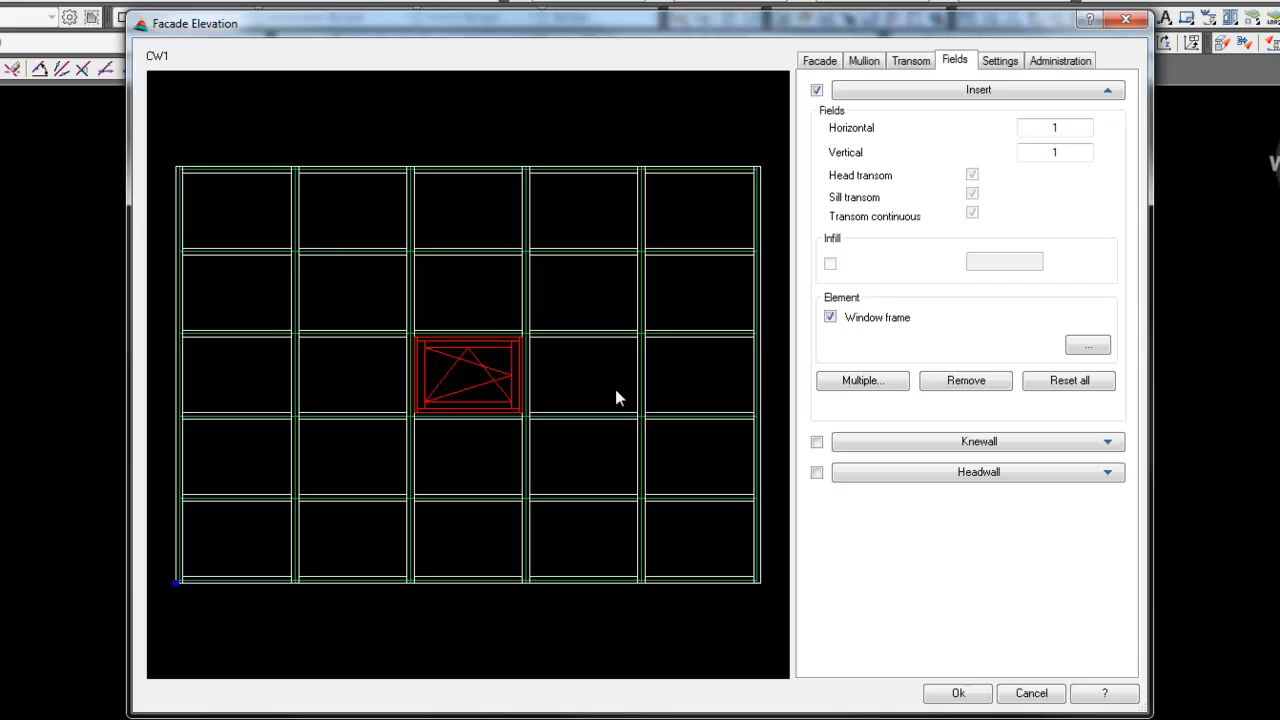 Facade Elevation
?
CW1
Facade
Mullion
Transom
Fields
Settings
Administration
Insert
Fields
Horizontal
1
Vertical
1
Head transom
Sill transom
Transom continuous
Infill
Element
Window frame
...
Multiple...
Remove
Reset all
Knewall
Headwall
Ok
Cancel
?
A